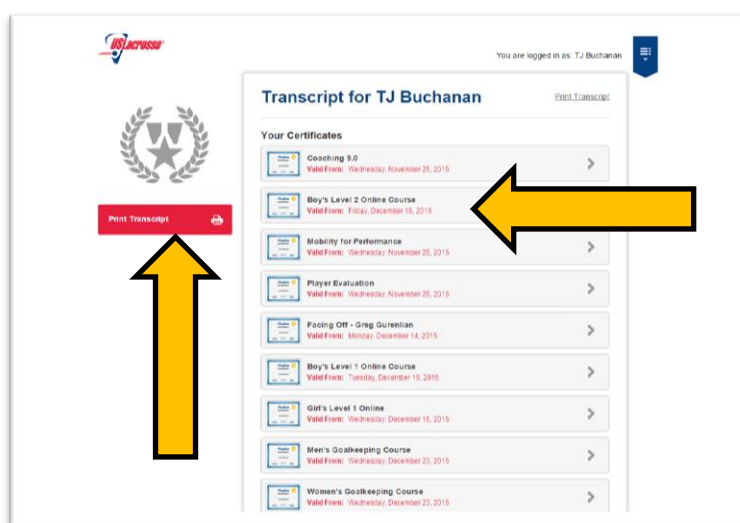 USLacrosse
You are logged in as: TJ Buchanan
Transcript for TJ Buchanan
Print Transcript
Your Certificates
Coaching 3.0
Valid From: Wednesday, November 25, 2015
Print Transcript
Boy's Level 2 Online Course
Valid From: Friday, December 18, 2015
Mobility for Performance
Valid From: Wednesday, November 25, 2015
Player Evaluation
Valid From: Wednesday, November 25, 2015
Facing Off - Greg Gurenlian
Valid From: Monday, December 14, 2015
Boy's Level 1 Online Course
Valid From: Tuesday, December 15, 2015
Girl's Level 1 Online
Valid From: Wednesday, December 16, 2015
Men's Goalkeeping Course
Valid From: Wednesday, December 23, 2015
Women's Goalkeeping Course
Valid From: Wednesday, December 23, 2015